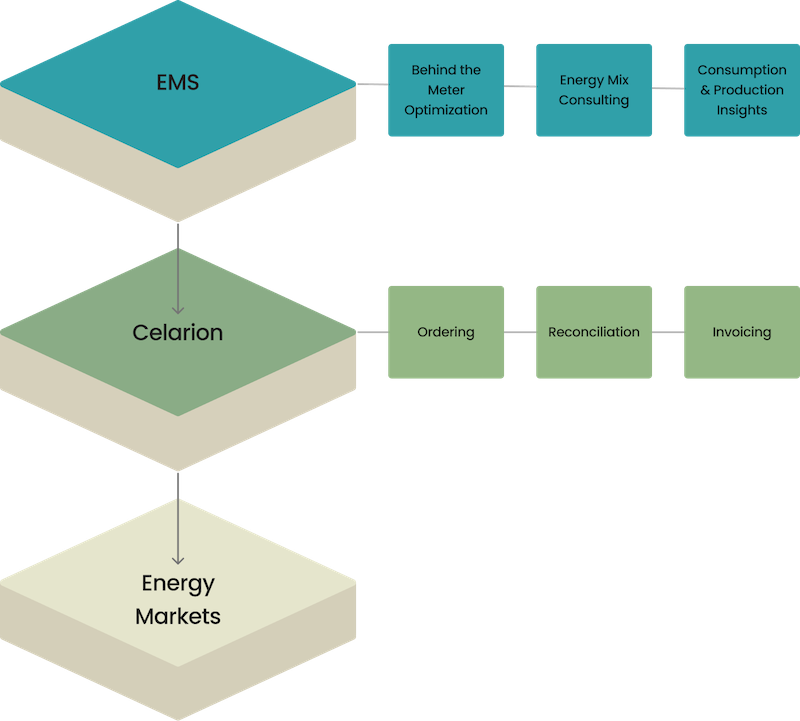 EMS
Behind the
Meter
Optimization
Energy Mix
Consulting
Consumption
& Production
Insights
Celarion
Ordering
Reconciliation
Invoicing
Energy
Markets